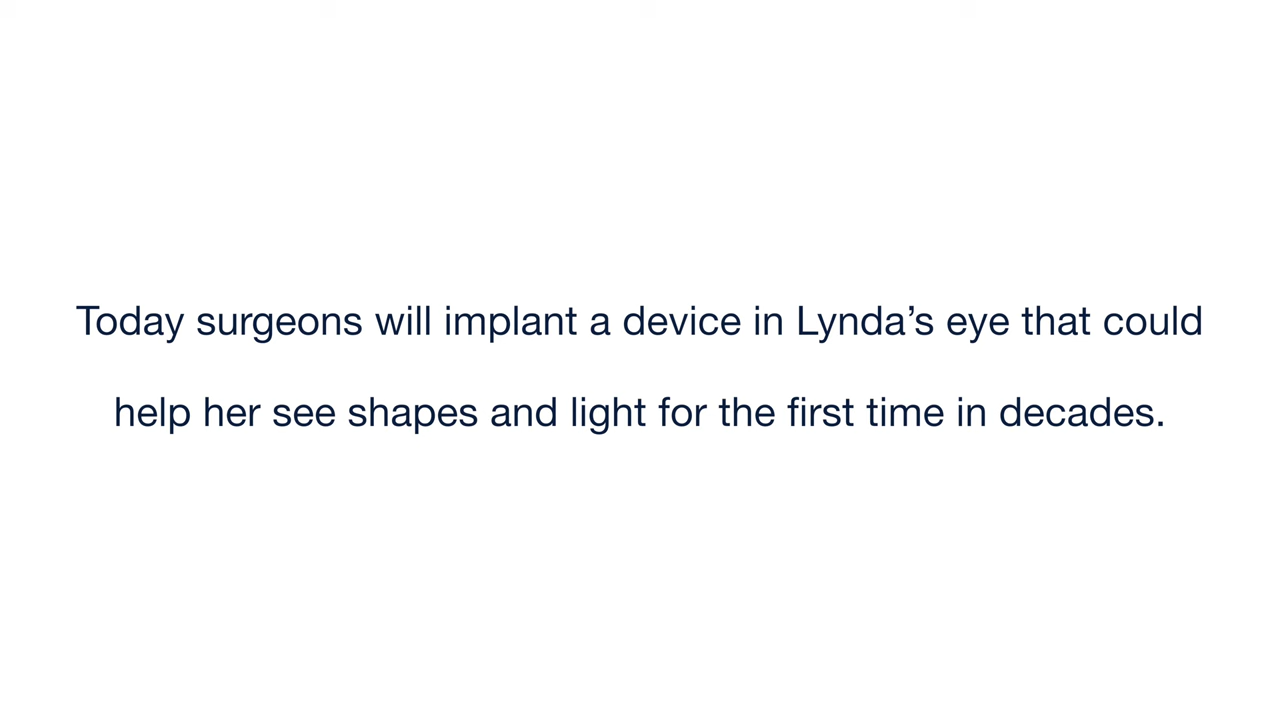 Today surgeons will implant a device in Lynda’s eye that could
help her see shapes and light for the first time in decades.